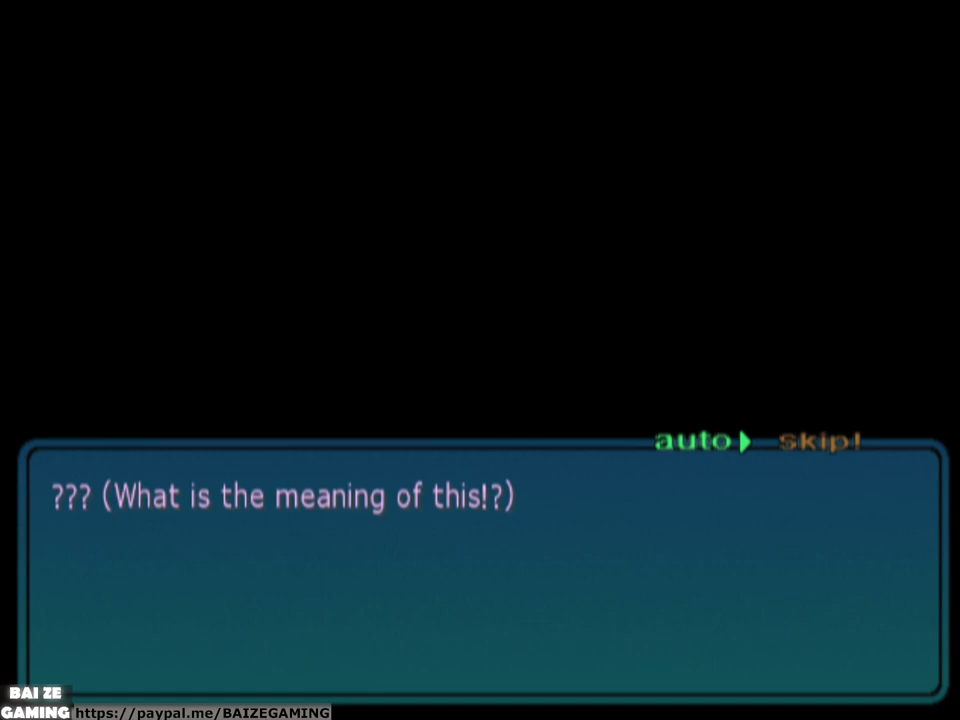 auto skip!
??? (What is the meaning of this!?)
BAI ZE
GAMING https://paypal.me/BAIZEGAMING